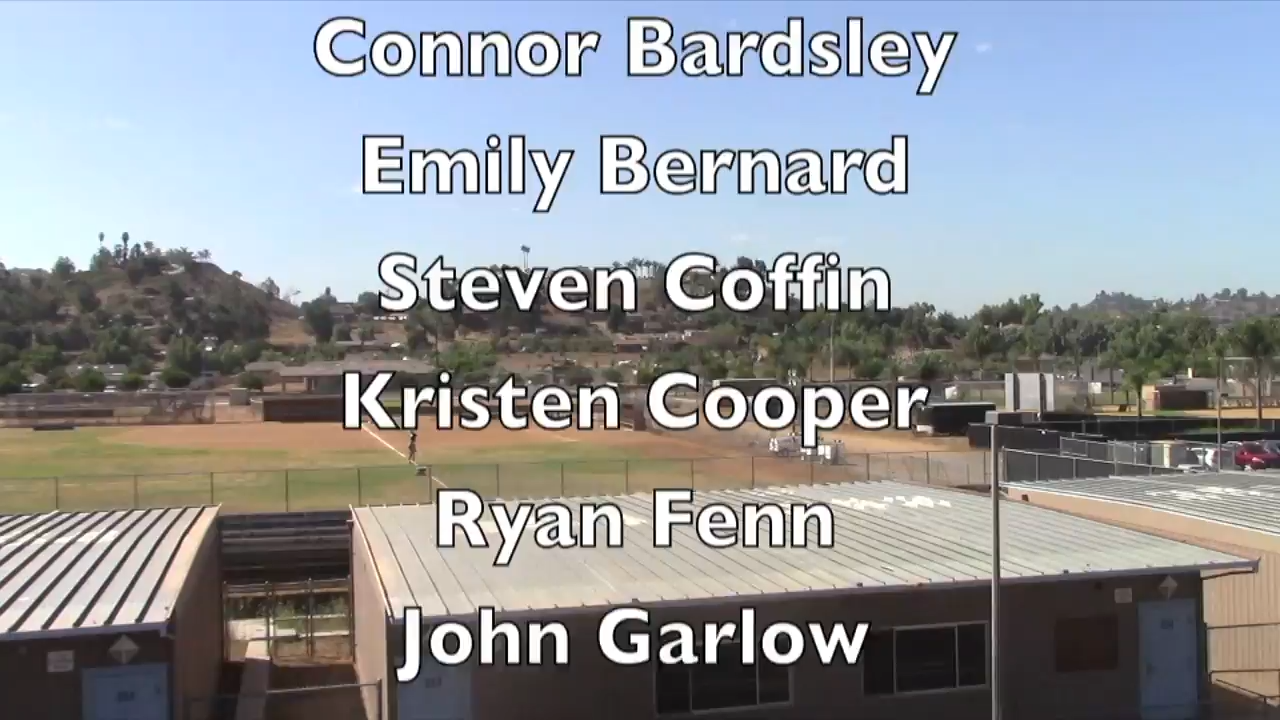 Connor Bardsley
Emily Bernard
Steven Coffin
Kristen Cooper
Ryan Fenn
John Garlow